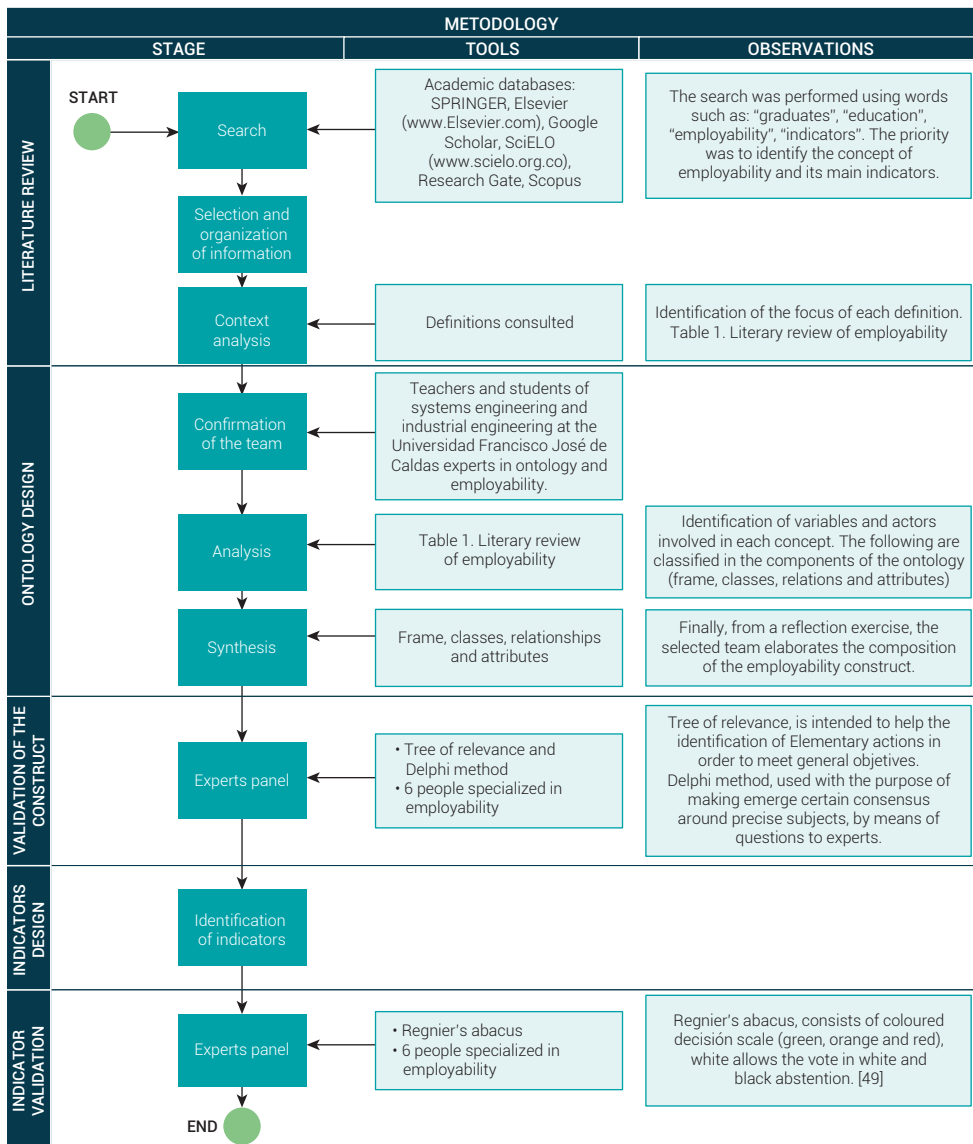 METODOLOGY
STAGE
TOOLS
OBSERVATIONS
LITERATURE REVIEW
START
Search
Academic databases:
SPRINGER, Elsevier
(www.Elsevier.com), Google
Scholar, SciELO
(www.scielo.org.co),
Research Gate, Scopus
The search was performed using words
such as: “graduates”, “education”,
“employability”, “indicators”. The priority
was to identify the concept of
employability and its main indicators.
Selection and
organization
of information
Context
analysis
Definitions consulted
Identification of the focus of each definition.
Table 1. Literary review of employability
ONTOLOGY DESIGN
Confirmation
of the team
Teachers and students of
systems engineering and
industrial engineering at the
Universidad Francisco José de
Caldas experts in ontology and
employability.
Analysis
Table 1. Literary review
of employability
Identification of variables and actors
involved in each concept. The following are
classified in the components of the ontology
(frame, classes, relations and attributes)
Synthesis
Frame, classes, relationships
and attributes
Finally, from a reflection exercise, the
selected team elaborates the composition
of the employability construct.
VALIDATION OF THE
CONSTRUCT
Experts panel
• Tree of relevance and
Delphi method
• 6 people specialized in
employability
Tree of relevance, is intended to help the
identification of Elementary actions in
order to meet general objetives.
Delphi method, used with the purpose of
making emerge certain consensus
around precise subjects, by means of
questions to experts.
INDICATORS
DESIGN
Identification
of indicators
INDICATOR
VALIDATION
Experts panel
• Regnier’s abacus
• 6 people specialized in
employability
Regnier’s abacus, consists of coloured
decisión scale (green, orange and red),
white allows the vote in white and
black abstention. [49]
END